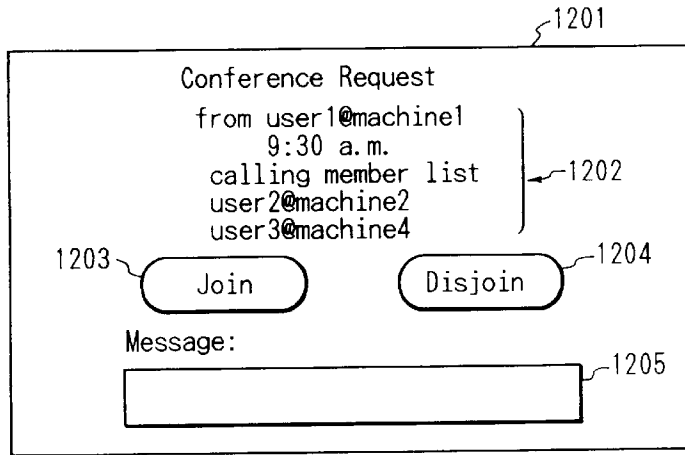 1201
Conference Request
from user1@machine1
9:30 a.m.
calling member list
1202
user2@machine2
user3@machine4
1203
1204
Join
Disjoin
Message:
1205